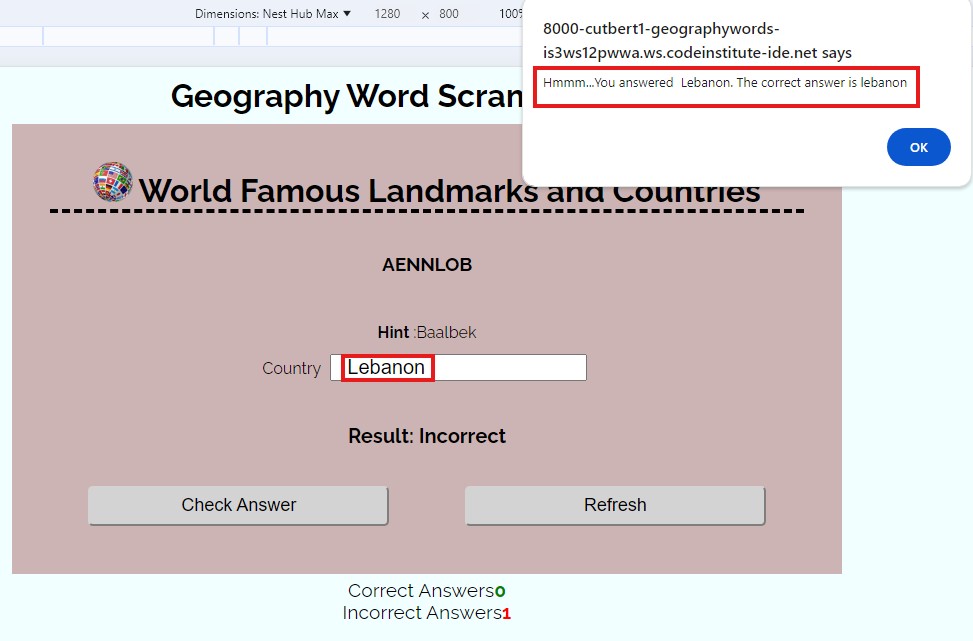 Dimensions: Nest Hub Max ▼ 1280 x 800 100%
8000-cutbert1-geographywords-
is3ws12pwwa.ws.codeinstitute-ide.net says
Hmmm...You answered  Lebanon. The correct answer is lebanon
OK
Geography Word Scran
World Famous Landmarks and Countries
AENNLOB
Hint :Baalbek
Country Lebanon
Result: Incorrect
Check Answer Refresh
Correct Answers0
Incorrect Answers1